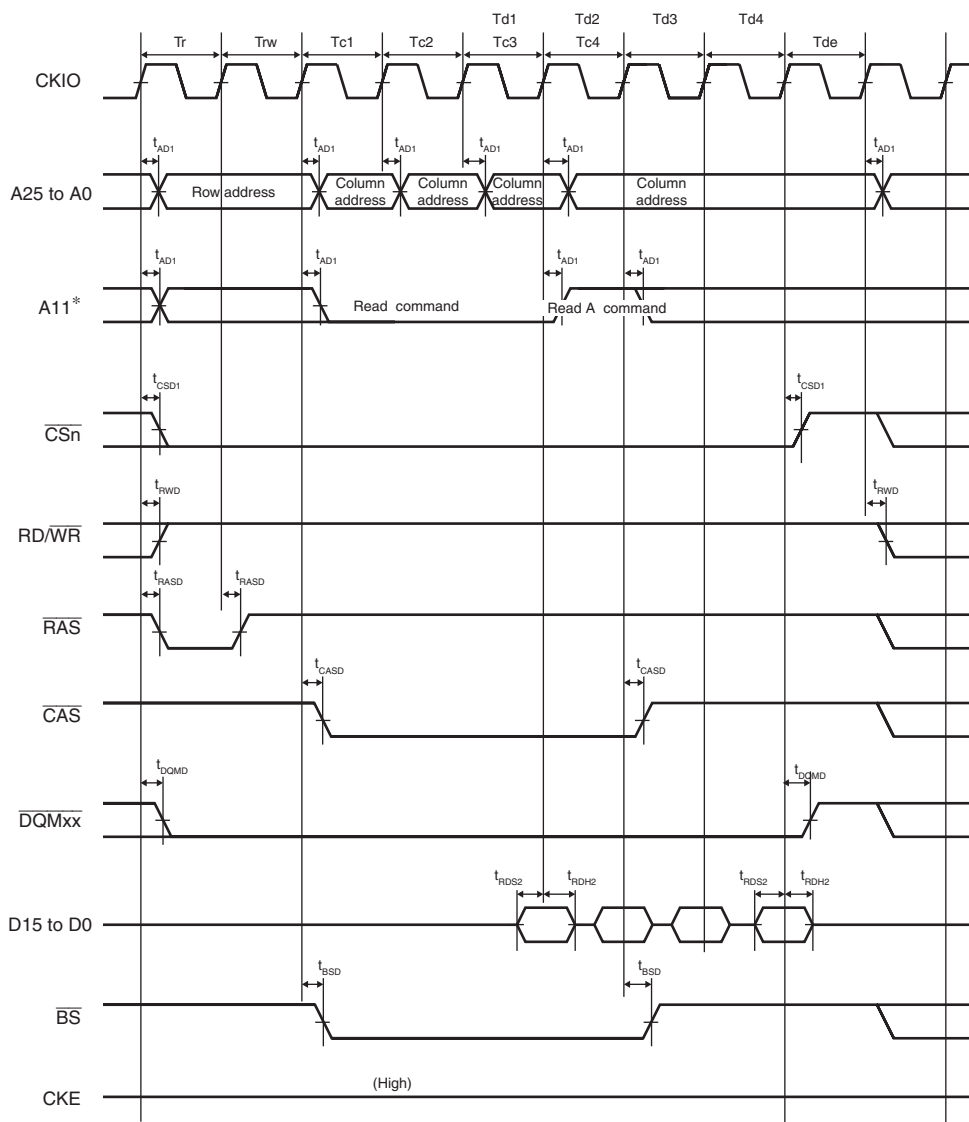 Td1 Td2 Td3 Td4
Tr Trw Tc1 Tc2 Tc3 Tc4 Tde
CKIO
tAD1 tAD1 tAD1 tAD1 tAD1 tAD1
A25 to A0 Row address Column address Column address Column address Column address
tAD1 tAD1 tAD1 tAD1
A11* Read command Read A command
tCSD1 tCSD1
CSn
tRWD tRWD
RD/WR
tRASD tRASD
RAS
tCASD tCASD
CAS
tDQMD tDQMD
DQMxx
tRDS2 tRDH2 tRDS2 tRDH2
D15 to D0
tBSD tBSD
BS
(High)
CKE